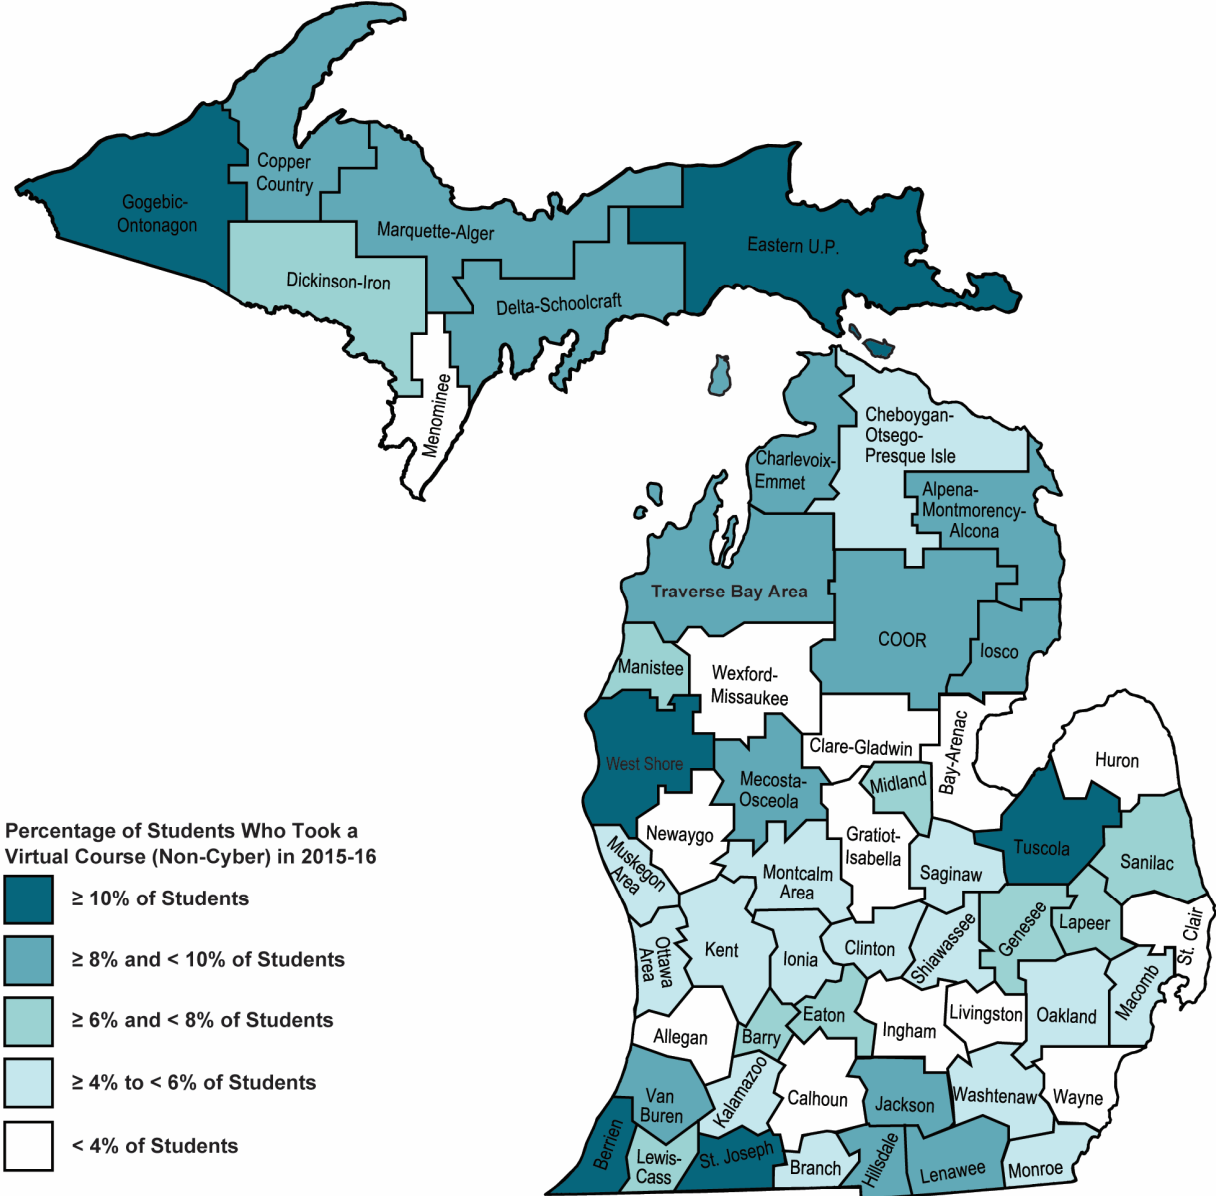 Copper
Country
Gogebic-
Ontonagon
Marquette-Alger
Eastern U.P.
Dickinson-Iron
Delta-Schoolcraft
Menominee
Cheboygan-
Otsego-
Presque Isle
Charlevoix-
Emmet
Alpena-
Montmorency-
Alcona
Traverse Bay Area
COOR
Iosco
Manistee
Wexford-
Missaukee
Clare-Gladwin
Bay-Arenac
Huron
West Shore
Mecosta-
Osceola
Midland
Newaygo
Gratiot-
Isabella
Tuscola
Sanilac
Muskegon
Area
Montcalm
Area
Saginaw
Percentage of Students Who Took a
Virtual Course (Non-Cyber) in 2015-16
≥ 10% of Students
≥ 8% and < 10% of Students
≥ 6% and < 8% of Students
≥ 4% to < 6% of Students
< 4% of Students
Ottawa
Area
Kent
Ionia
Clinton
Shiawassee
Genesee
Lapeer
St. Clair
Macomb
Oakland
Livingston
Ingham
Eaton
Barry
Allegan
Van
Buren
Kalamazoo
Calhoun
Jackson
Washtenaw
Wayne
Berrien
Lewis-
Cass
St. Joseph
Branch
Hillsdale
Lenawee
Monroe